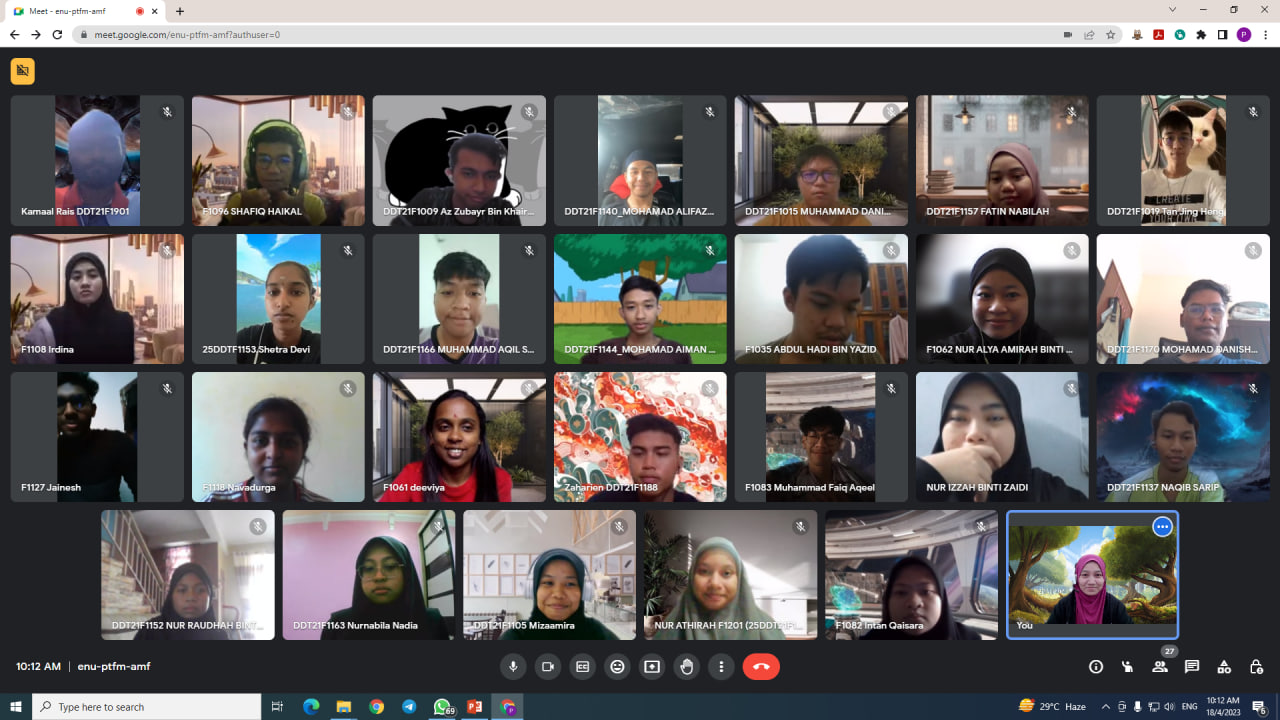 Meet - enu-ptfm-amf
meet.google.com/enu-ptfm-amf?authuser=0
P
Kamaal Rais DDT21F1901
F1096 SHAFIQ HAIKAL
DDT21F1009 Az Zubayr Bin Khair...
DDT21F1140_MOHAMAD ALIFAZ...
DDT21F1015 MUHAMMAD DANI...
DDT21F1157 FATIN NABILAH
CREATE
DDT21F1019 Tan Jing Heng
F1108 Irdina
25DDTF1153 Shetra Devi
DDT21F1166 MUHAMMAD AQIL S...
DDT21F1144_MOHAMAD AIMAN ...
F1035 ABDUL HADI BIN YAZID
F1062 NUR ALYA AMIRAH BINTI ...
DDT21F1170 MOHAMAD DANISH...
F1127 Jainesh
F1118 Navadurga
F1061 deeviya
Zaharien DDT21F1188
F1083 Muhammad Faiq Aqeel
NUR IZZAH BINTI ZAIDI
DDT21F1137 NAQIB SARIP
DDT21F1152 NUR RAUDHAH BINT...
DDT21F1163 Nurnabila Nadia
DDT21F1105 Mizaamira
NUR ATHIRAH F1201 (25DDT21F1...
F1082 Intan Qaisara
You
10:12 AM | enu-ptfm-amf
27
Type here to search
69
29°C Haze
ENG
10:12 AM
18/4/2023
6